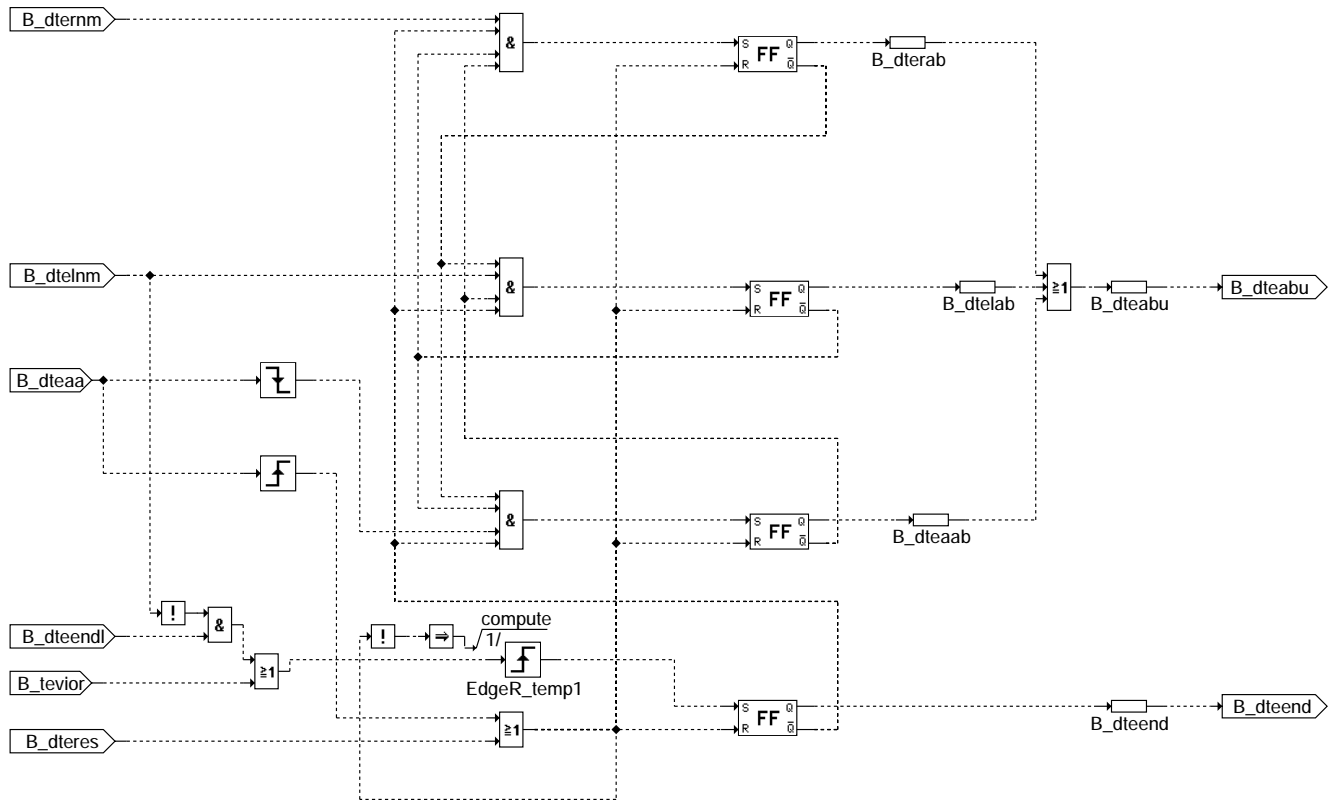 B_dternm
&
S FF Q
R Q̅
B_dterab
B_dtelnm
&
S FF Q
R Q̅
B_dtelab
≧1
B_dteabu
B_dteabu
B_dteaa
&
S FF Q
R Q̅
B_dteaab
!
&
B_dteendl
!
⇒
compute
1/
≧1
B_tevior
EdgeR_temp1
S FF Q
R Q̅
B_dteend
B_dteend
≧1
B_dteres